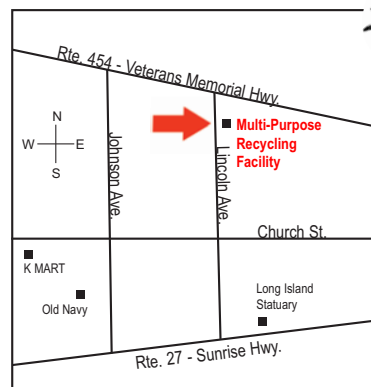 Rte. 454 - Veterans Memorial Hwy.
N
W E
S
Johnson Ave.
Lincoln Ave.
Multi-Purpose
Recycling
Facility
Church St.
K MART
Old Navy
Long Island
Statuary
Rte. 27 - Sunrise Hwy.